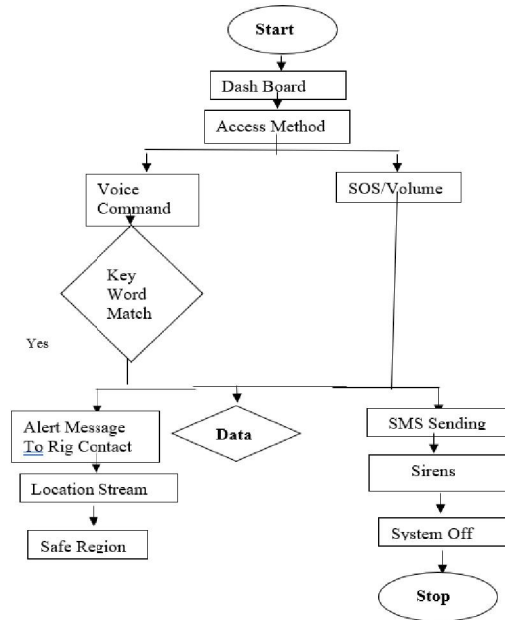 Start
Dash Board
Access Method
Voice
Command
SOS/Volume
Key
Word
Match
Yes
Alert Message
To Rig Contact
Data
SMS Sending
Location Stream
Sirens
Safe Region
System Off
Stop